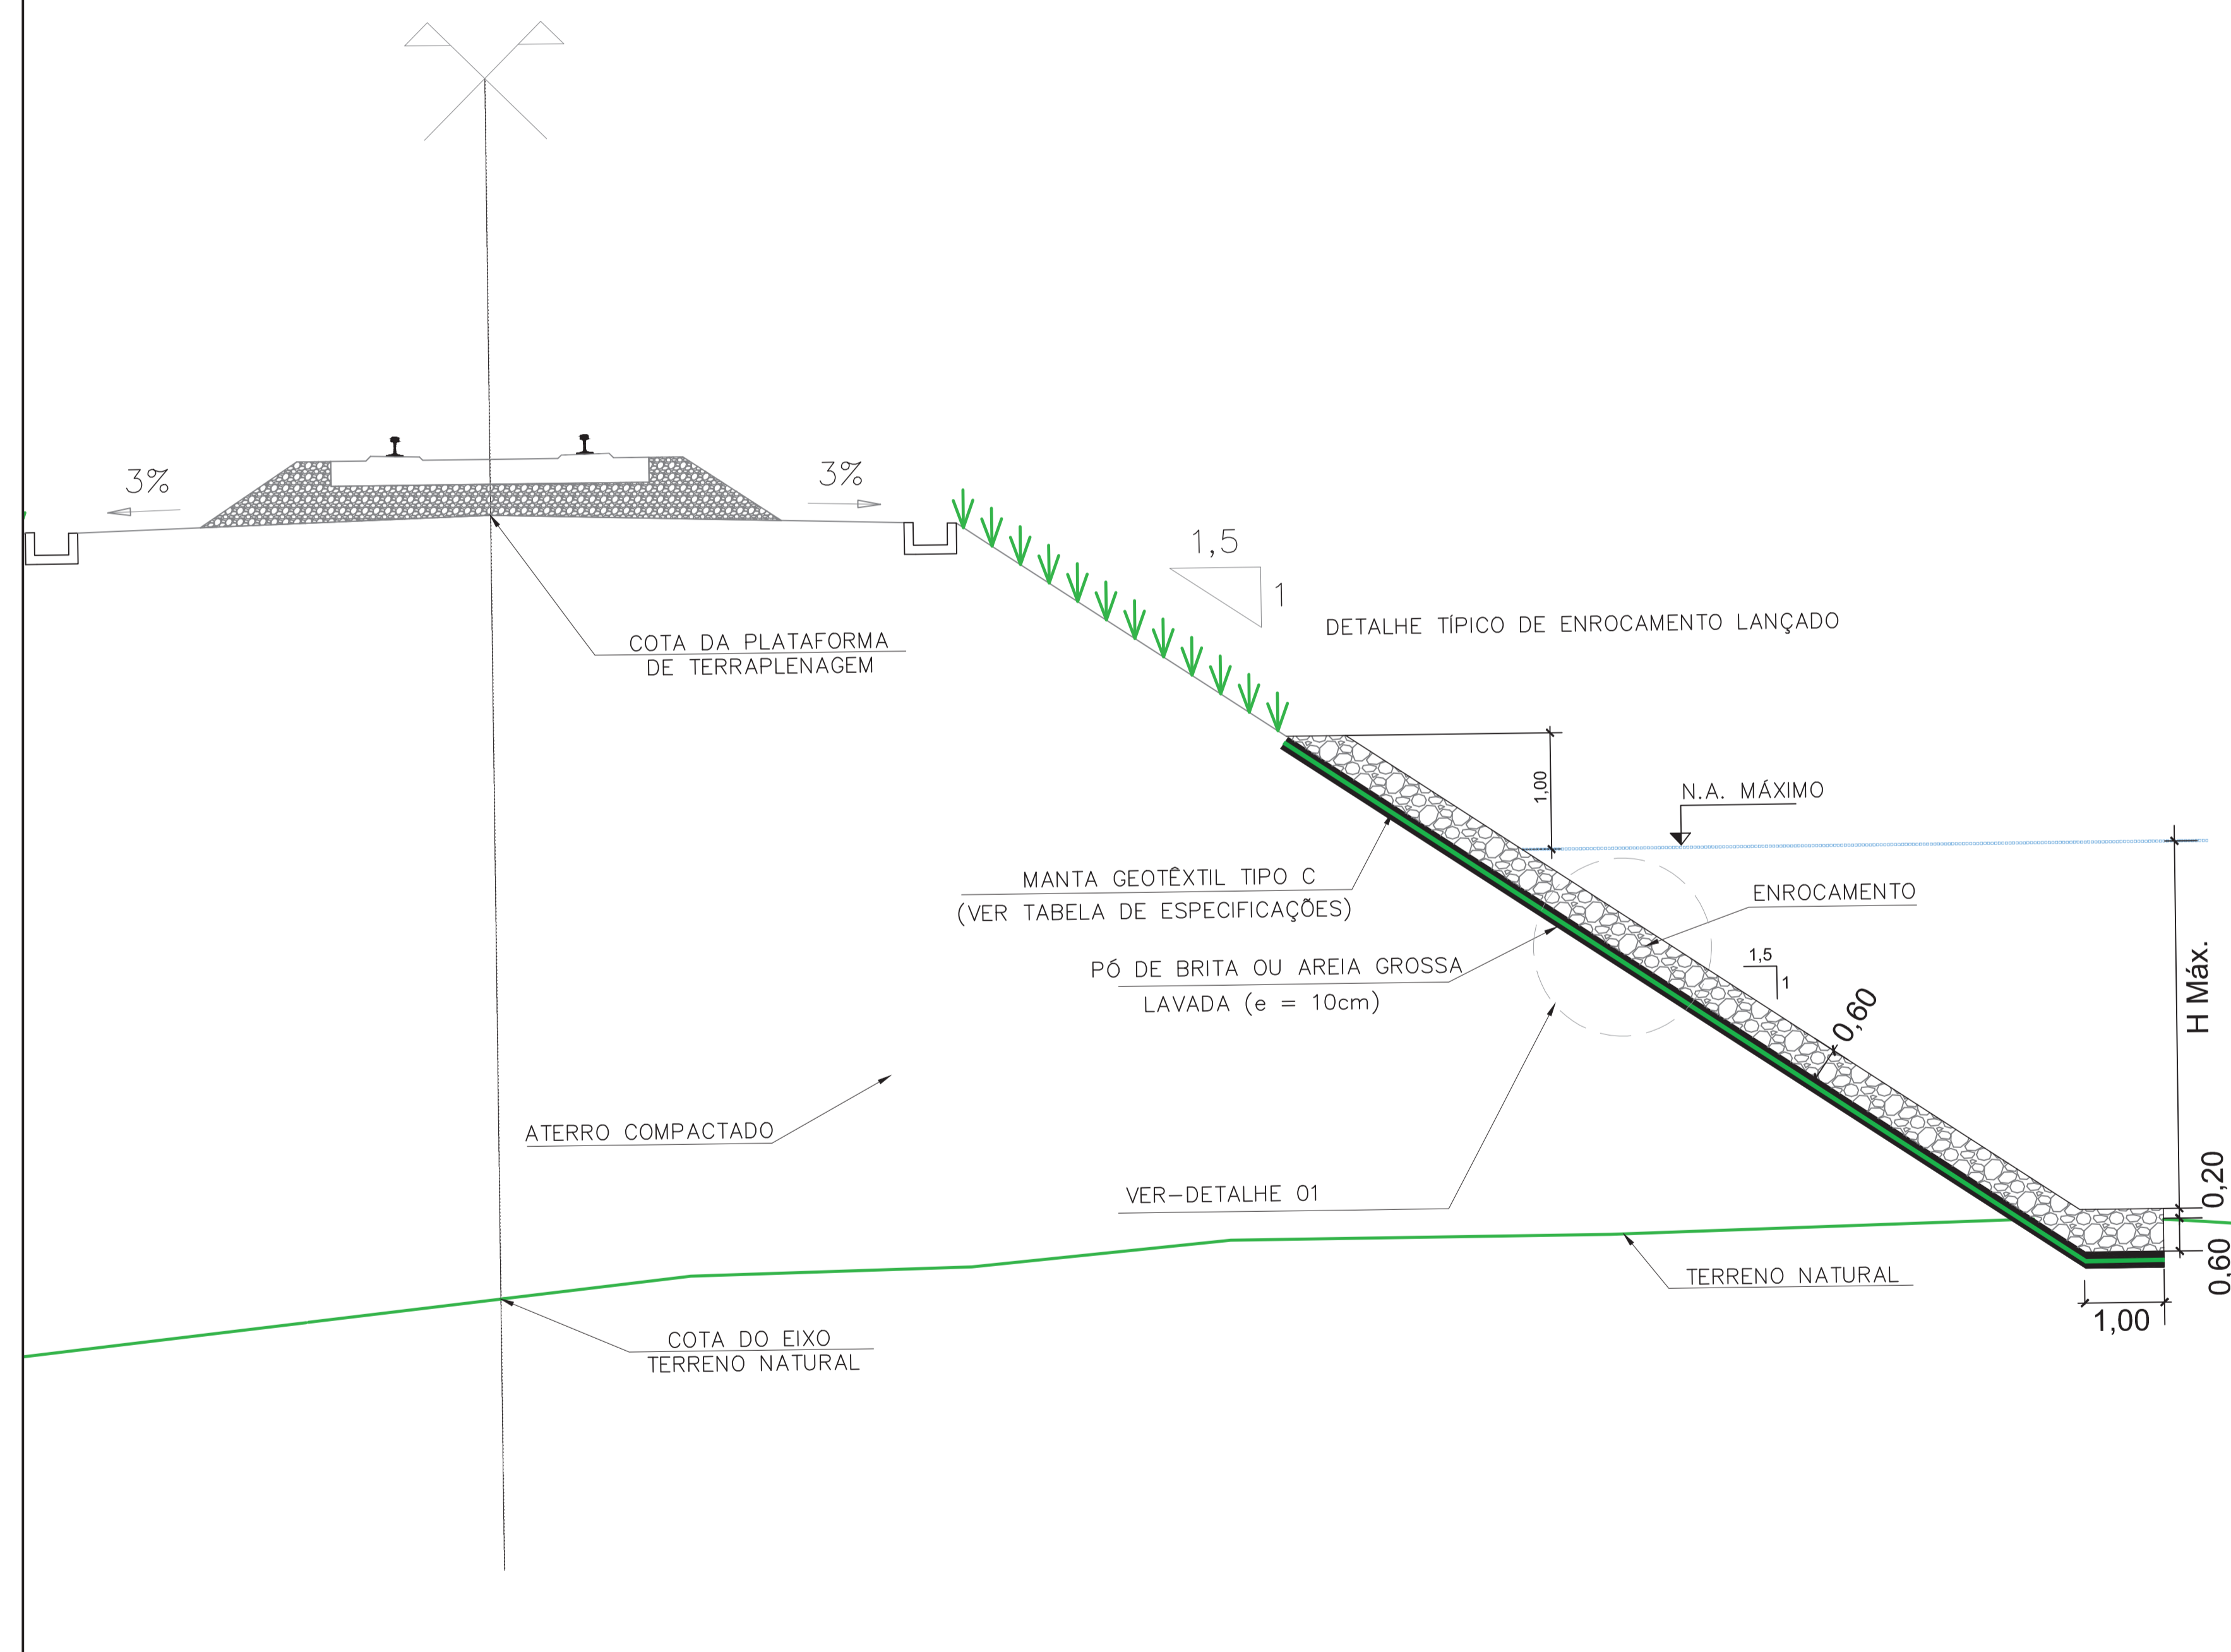 3%
3%
1,5
1
DETALHE TÍPICO DE ENROCAMENTO LANÇADO
COTA DA PLATAFORMA
DE TERRAPLENAGEM
1,00
N.A. MÁXIMO
MANTA GEOTÊXTIL TIPO C
(VER TABELA DE ESPECIFICAÇÕES)
ENROCAMENTO
PÓ DE BRITA OU AREIA GROSSA
LAVADA (e = 10cm)
1,5
1
0,60
H Máx.
ATERRO COMPACTADO
VER-DETALHE 01
0,20
0.60
TERRENO NATURAL
1,00
COTA DO EIXO
TERRENO NATURAL